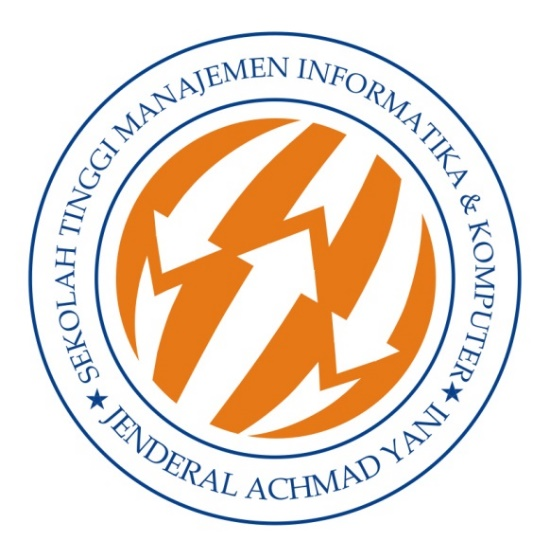 SEKOLAH TINGGI MANAJEMEN INFORMATIKA & KOMPUTER
JENDERAL ACHMAD YANI